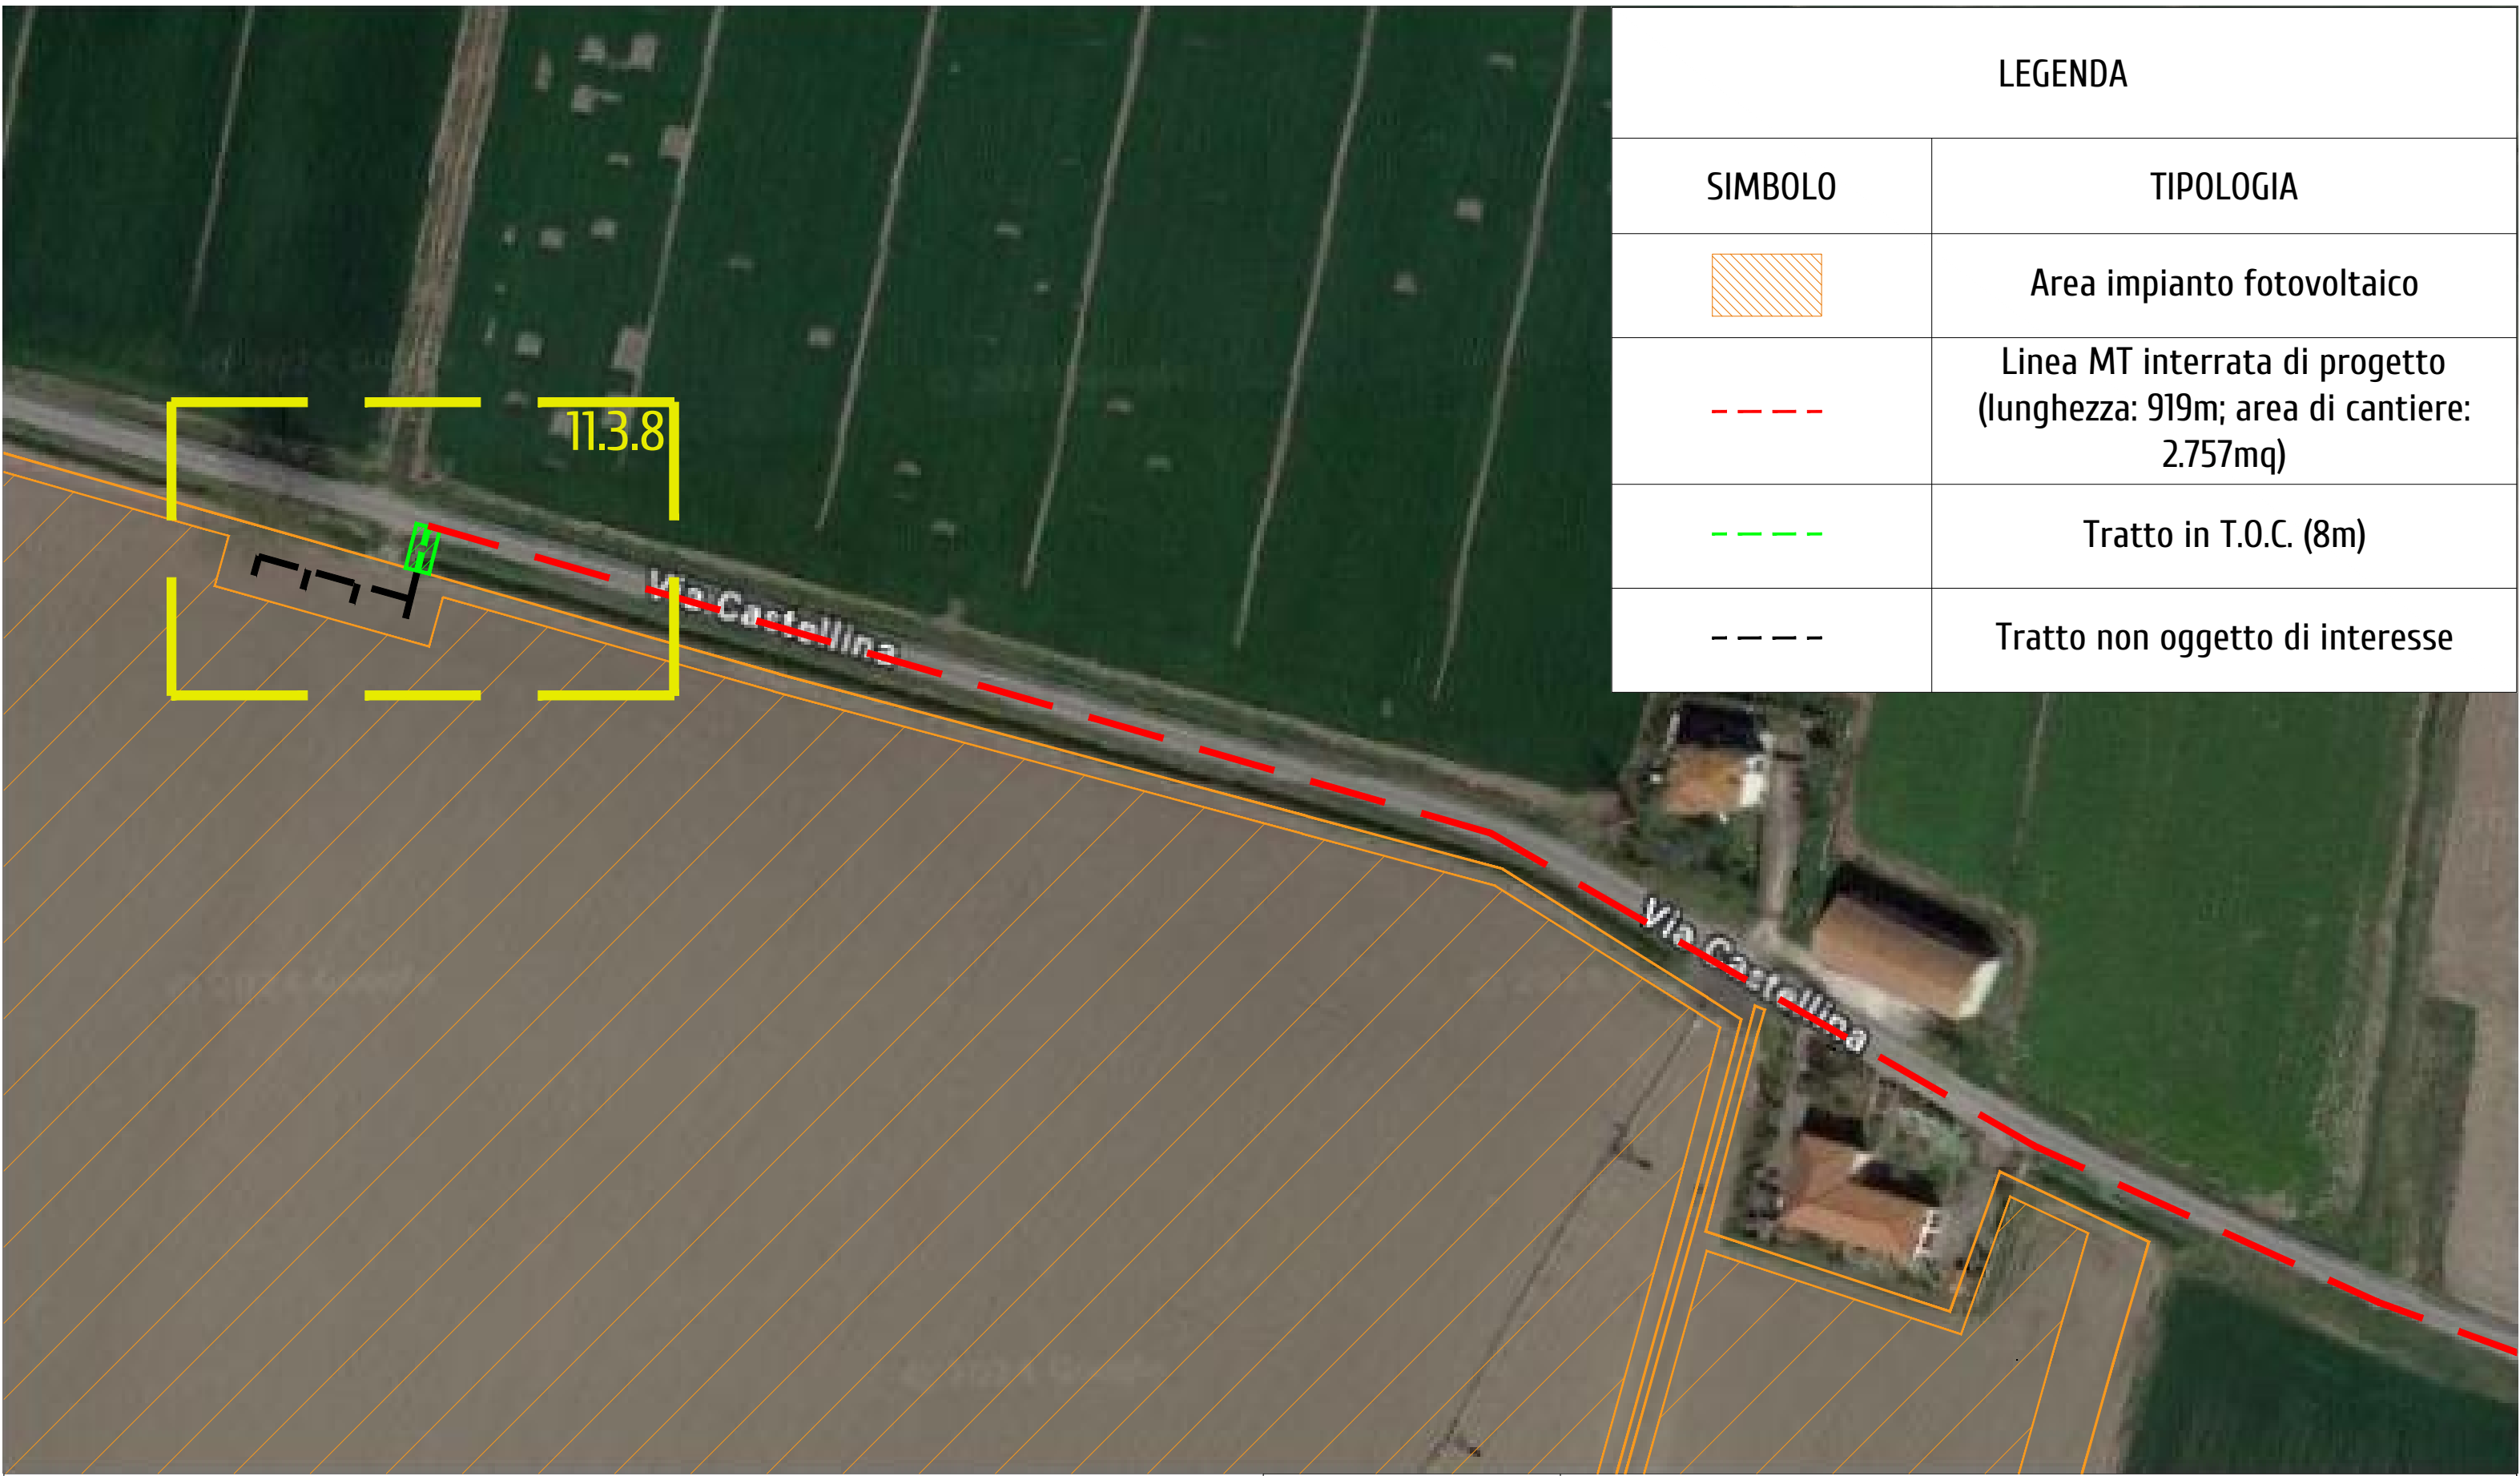 LEGENDA
SIMBOLO
TIPOLOGIA
Area impianto fotovoltaico
Linea MT interrata di progetto
(lunghezza: 919m; area di cantiere:
2.757mq)
Tratto in T.O.C. (8m)
Tratto non oggetto di interesse
11.3.8
Via Castellina
Via Castellina